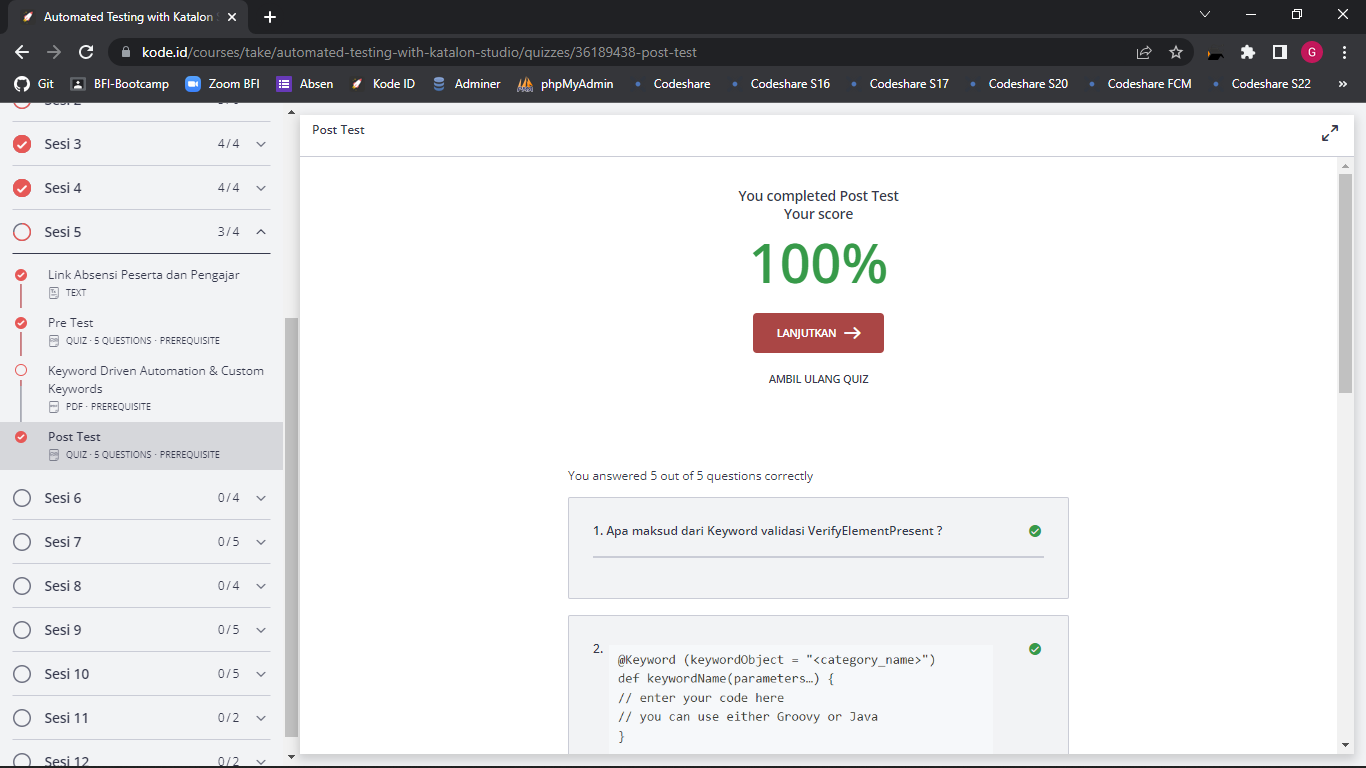 Automated Testing with Katalon S
kode.id/courses/take/automated-testing-with-katalon-studio/quizzes/36189438-post-test
G
Git
BFI-Bootcamp
Zoom BFI
Absen
Kode ID
Adminer
phpMyAdmin
Codeshare
Codeshare S16
Codeshare S17
Codeshare S20
Codeshare FCM
Codeshare S22
»
Sesi 3 4 / 4
Sesi 4 4 / 4
Sesi 5 3 / 4
Link Absensi Peserta dan Pengajar
TEXT
Pre Test
QUIZ · 5 QUESTIONS · PREREQUISITE
Keyword Driven Automation & Custom
Keywords
PDF · PREREQUISITE
Post Test
QUIZ · 5 QUESTIONS · PREREQUISITE
Sesi 6 0 / 4
Sesi 7 0 / 5
Sesi 8 0 / 4
Sesi 9 0 / 5
Sesi 10 0 / 5
Sesi 11 0 / 2
Sesi 12 0 / 2
Post Test
You completed Post Test
Your score
100%
LANJUTKAN
AMBIL ULANG QUIZ
You answered 5 out of 5 questions correctly
1. Apa maksud dari Keyword validasi VerifyElementPresent ?
2.
@Keyword (keywordObject = "<category_name>")
def keywordName(parameters…) {
// enter your code here
// you can use either Groovy or Java
}